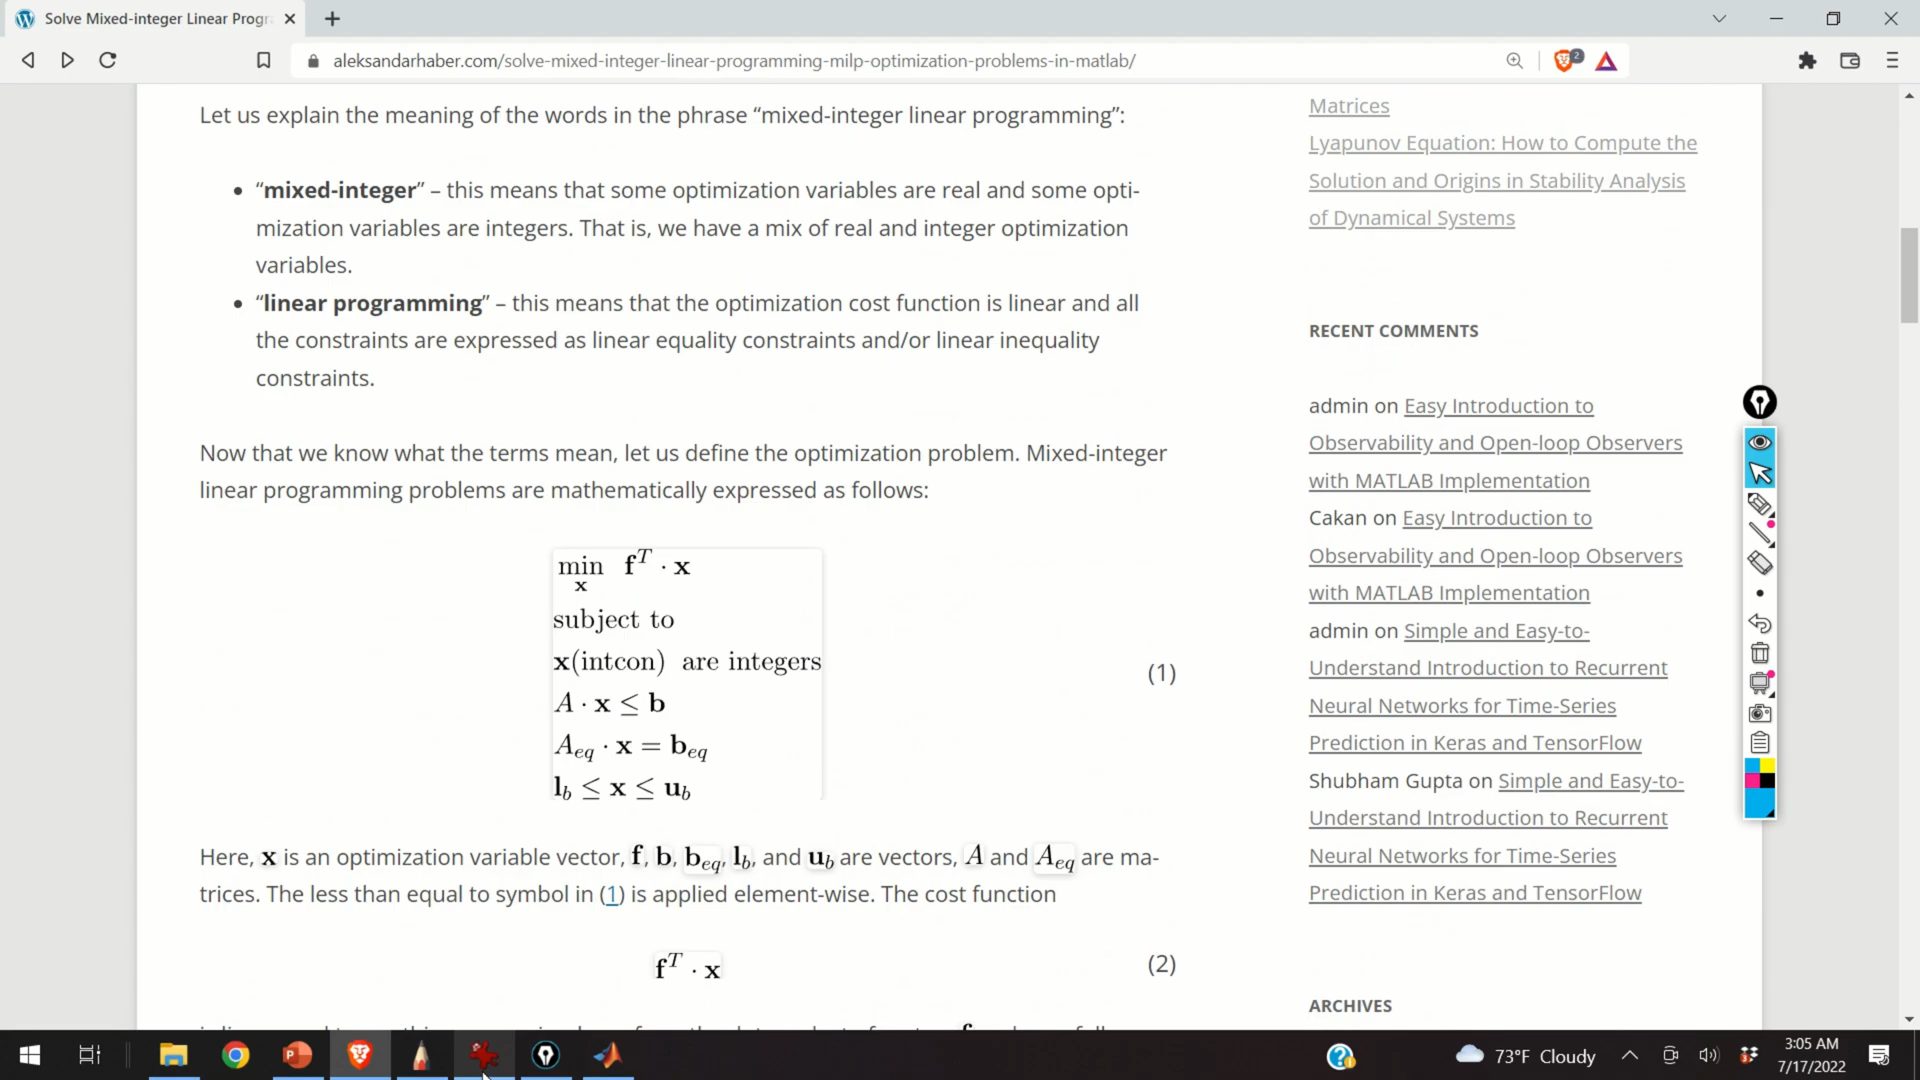 Solve Mixed-integer Linear Progr
aleksandarhaber.com/solve-mixed-integer-linear-programming-milp-optimization-problems-in-matlab/
2
Let us explain the meaning of the words in the phrase “mixed-integer linear programming”:
• “mixed-integer” – this means that some optimization variables are real and some opti-
mization variables are integers. That is, we have a mix of real and integer optimization
variables.
• “linear programming” – this means that the optimization cost function is linear and all
the constraints are expressed as linear equality constraints and/or linear inequality
constraints.
Now that we know what the terms mean, let us define the optimization problem. Mixed-integer
linear programming problems are mathematically expressed as follows:
min f^T · x
x
subject to
x(intcon) are integers
(1)
A · x ≤ b
A_eq · x = b_eq
l_b ≤ x ≤ u_b
Here, x is an optimization variable vector, f, b, b_eq, l_b, and u_b are vectors, A and A_eq are ma-
trices. The less than equal to symbol in (1) is applied element-wise. The cost function
f^T · x (2)
Matrices
Lyapunov Equation: How to Compute the
Solution and Origins in Stability Analysis
of Dynamical Systems
RECENT COMMENTS
admin on Easy Introduction to
Observability and Open-loop Observers
with MATLAB Implementation
Cakan on Easy Introduction to
Observability and Open-loop Observers
with MATLAB Implementation
admin on Simple and Easy-to-
Understand Introduction to Recurrent
Neural Networks for Time-Series
Prediction in Keras and TensorFlow
Shubham Gupta on Simple and Easy-to-
Understand Introduction to Recurrent
Neural Networks for Time-Series
Prediction in Keras and TensorFlow
ARCHIVES
73°F Cloudy
3:05 AM
7/17/2022